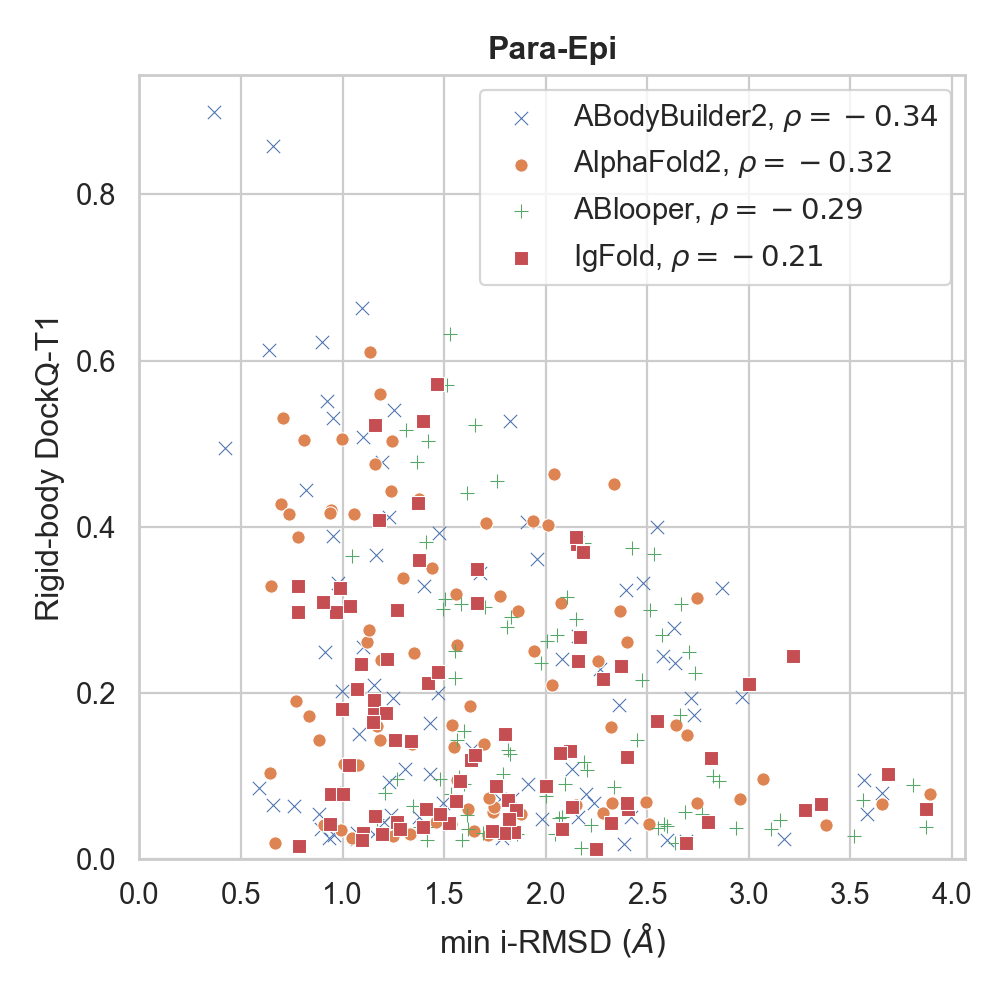 Para-Epi
ABodyBuilder2, ρ = −0.34
AlphaFold2, ρ = −0.32
ABlooper, ρ = −0.29
IgFold, ρ = −0.21
Rigid-body DockQ-T1
0.8
0.6
0.4
0.2
0.0
0.0 0.5 1.0 1.5 2.0 2.5 3.0 3.5 4.0
min i-RMSD (Å)